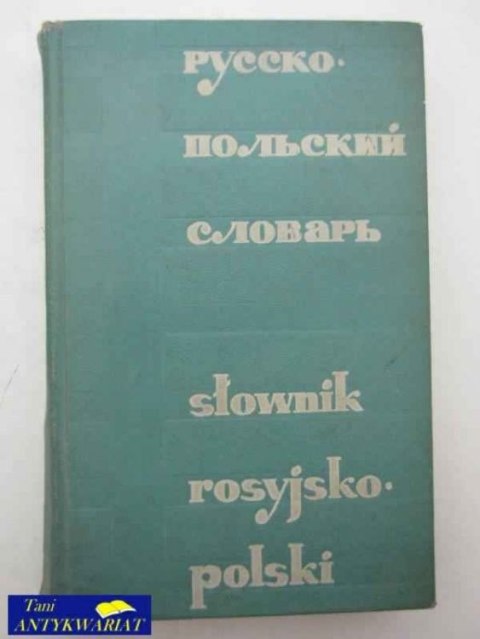 русско-
польский
словарь
słownik
rosyjsko-
polski
Tani
ANTYKWARIAT